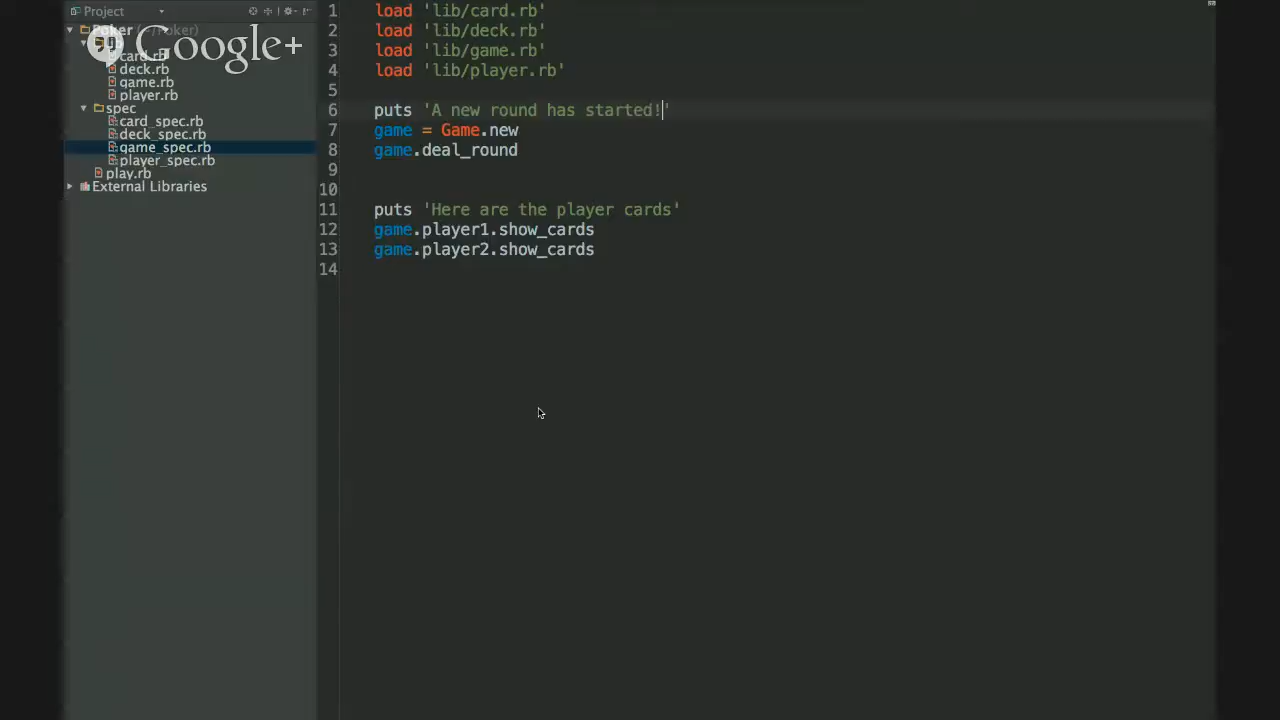 Project
Poker (~/Poker)
Google+
lib
card.rb
deck.rb
game.rb
player.rb
spec
card_spec.rb
deck_spec.rb
game_spec.rb
player_spec.rb
play.rb
External Libraries
1 load 'lib/card.rb'
2 load 'lib/deck.rb'
3 load 'lib/game.rb'
4 load 'lib/player.rb'
5
6 puts 'A new round has started!'
7 game = Game.new
8 game.deal_round
9
10
11 puts 'Here are the player cards'
12 game.player1.show_cards
13 game.player2.show_cards
14